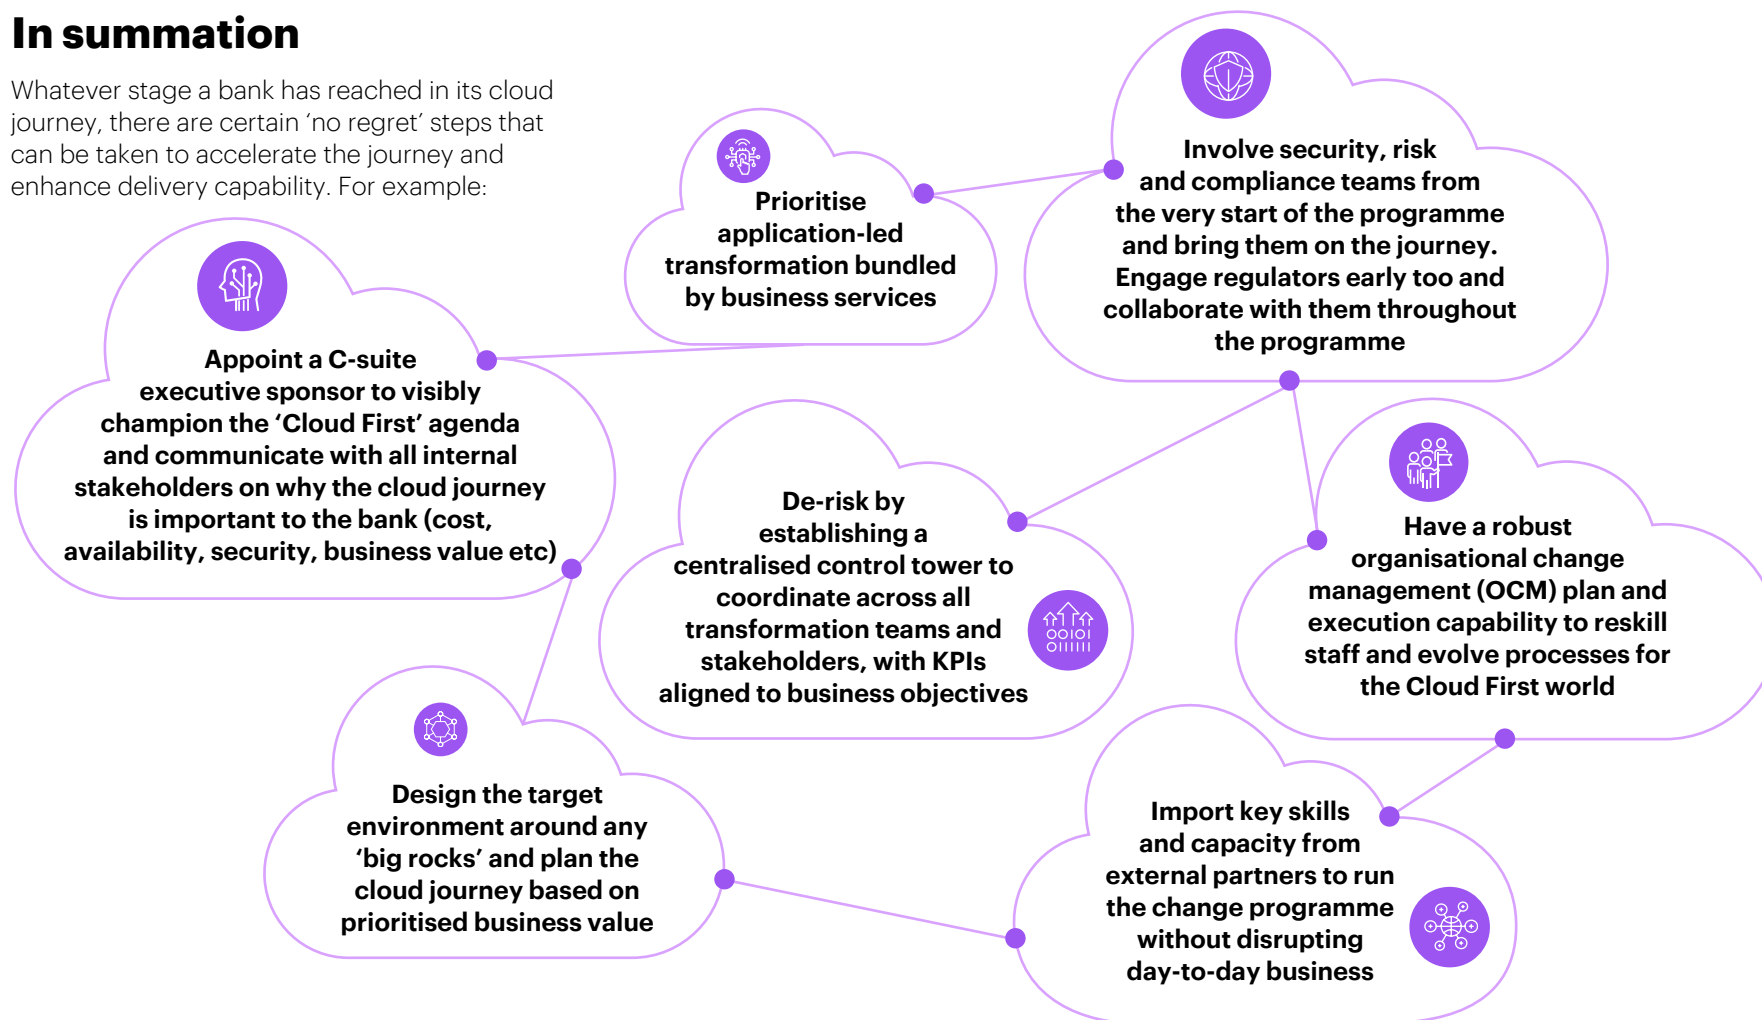 In summation
Whatever stage a bank has reached in its cloud
journey, there are certain ‘no regret’ steps that
can be taken to accelerate the journey and
enhance delivery capability. For example:
Appoint a C-suite
executive sponsor to visibly
champion the ‘Cloud First’ agenda
and communicate with all internal
stakeholders on why the cloud journey
is important to the bank (cost,
availability, security, business value etc)
Prioritise
application-led
transformation bundled
by business services
Involve security, risk
and compliance teams from
the very start of the programme
and bring them on the journey.
Engage regulators early too and
collaborate with them throughout
the programme
De-risk by
establishing a
centralised control tower to
coordinate across all
transformation teams and
stakeholders, with KPIs
aligned to business objectives
00101
011111
Have a robust
organisational change
management (OCM) plan and
execution capability to reskill
staff and evolve processes for
the Cloud First world
Design the target
environment around any
‘big rocks’ and plan the
cloud journey based on
prioritised business value
Import key skills
and capacity from
external partners to run
the change programme
without disrupting
day-to-day business